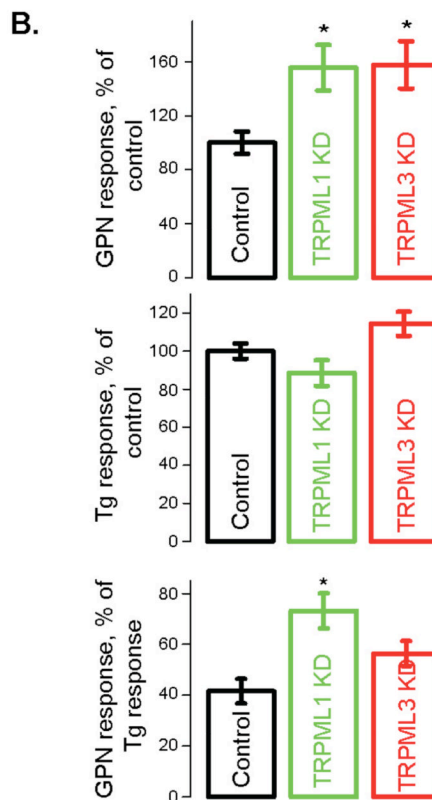 B.
GPN response, % of
control
160
120
80
40
0
*
*
Control
TRPML1 KD
TRPML3 KD
Tg response, % of
control
120
100
80
60
40
20
0
Control
TRPML1 KD
TRPML3 KD
GPN response, % of
Tg response
80
60
40
20
0
*
Control
TRPML1 KD
TRPML3 KD